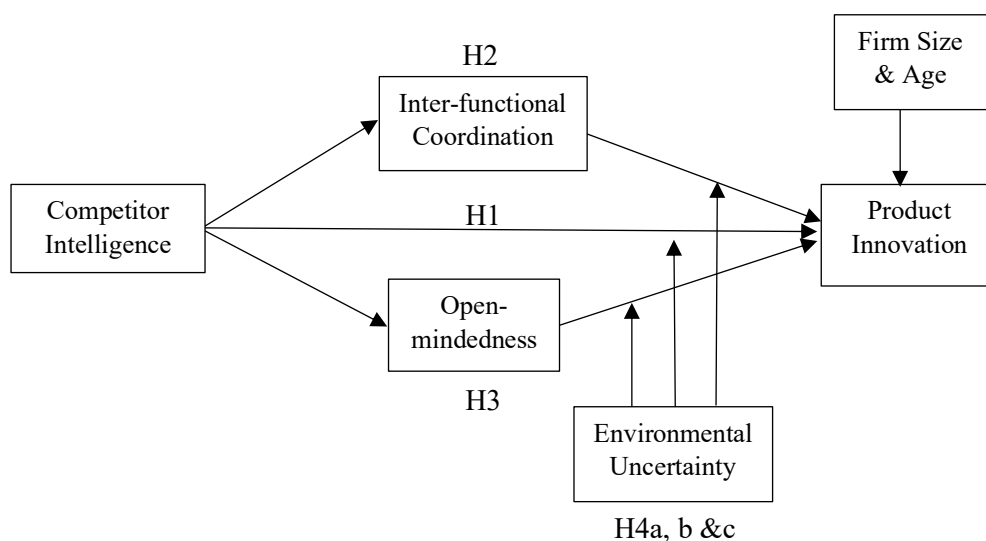 Firm Size
& Age
H2
Inter-functional
Coordination
Competitor
Intelligence
H1
Product
Innovation
Open-
mindedness
H3
Environmental
Uncertainty
H4a, b &c